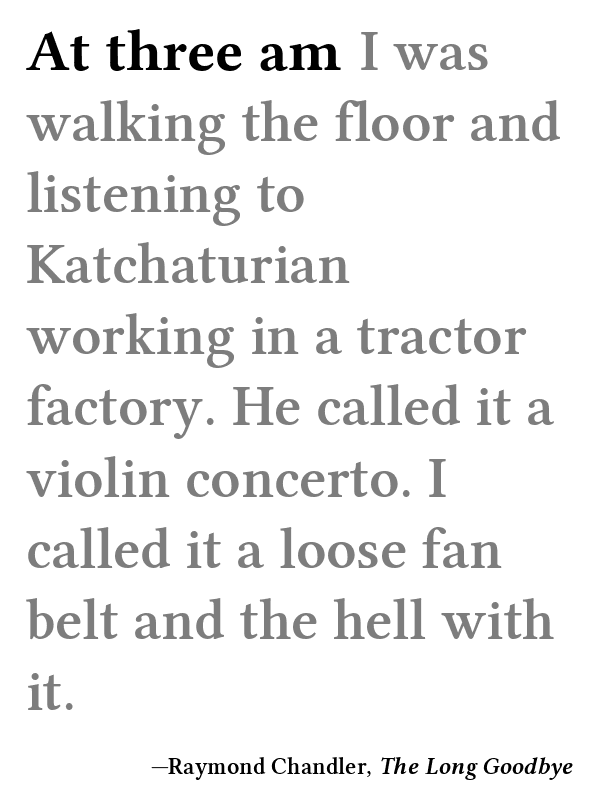 At three am I was
walking the floor and
listening to
Katchaturian
working in a tractor
factory. He called it a
violin concerto. I
called it a loose fan
belt and the hell with
it.
—Raymond Chandler, The Long Goodbye